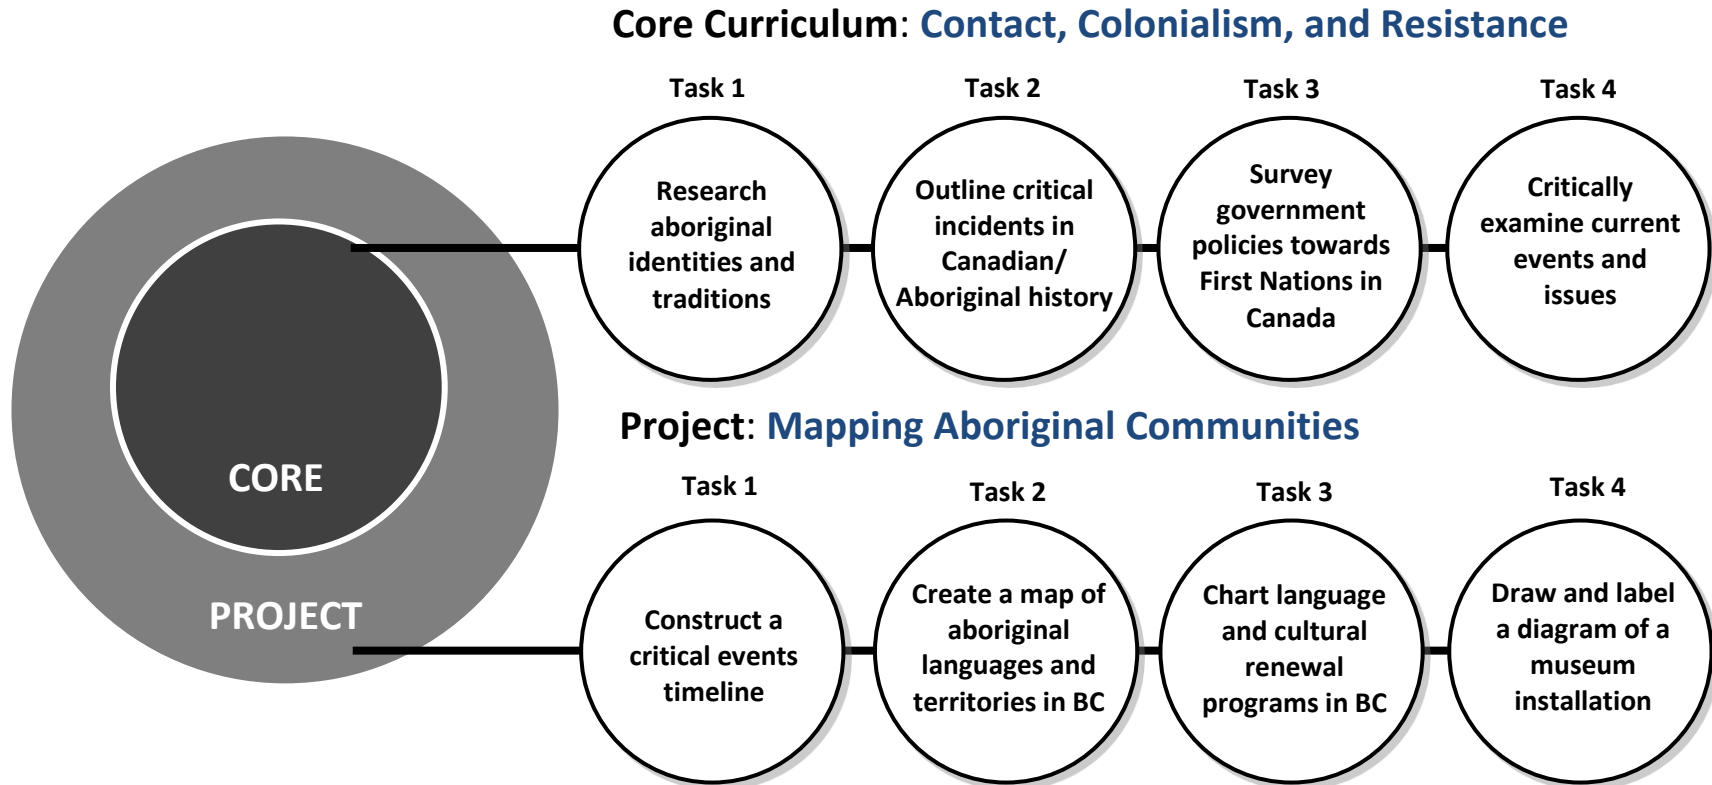 Core Curriculum: Contact, Colonialism, and Resistance
Task 1
Task 2
Task 3
Task 4
Research
aboriginal
identities and
traditions
Outline critical
incidents in
Canadian/
Aboriginal history
Survey
government
policies towards
First Nations in
Canada
Critically
examine current
events and
issues
CORE
PROJECT
Project: Mapping Aboriginal Communities
Task 1
Task 2
Task 3
Task 4
Construct a
critical events
timeline
Create a map of
aboriginal
languages and
territories in BC
Chart language
and cultural
renewal
programs in BC
Draw and label
a diagram of a
museum
installation